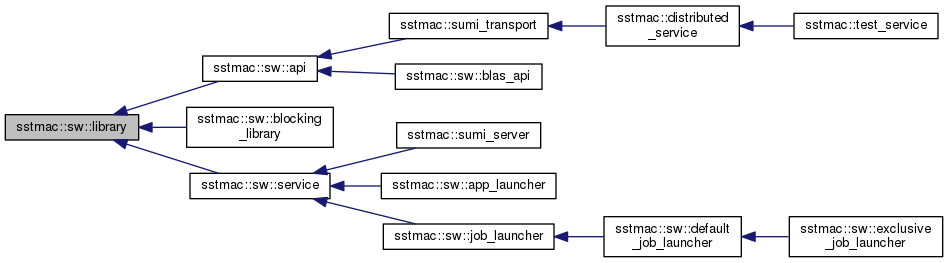 sstmac::sumi_transport
sstmac::distributed
_service
sstmac::test_service
sstmac::sw::api
sstmac::sw::blas_api
sstmac::sw::library
sstmac::sw::blocking
_library
sstmac::sumi_server
sstmac::sw::service
sstmac::sw::app_launcher
sstmac::sw::job_launcher
sstmac::sw::default
_job_launcher
sstmac::sw::exclusive
_job_launcher